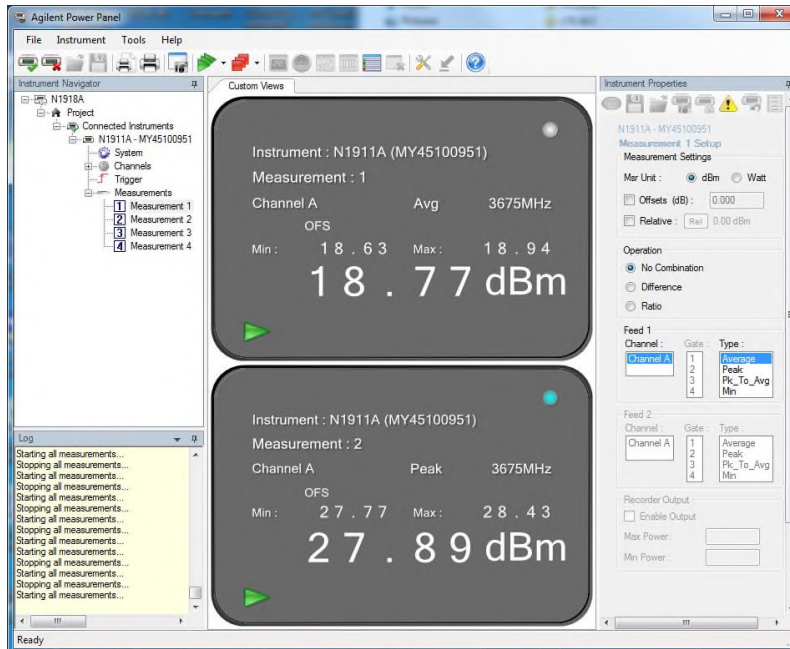 Agilent Power Panel
File Instrument Tools Help
Instrument Navigator
N1918A
Project
Connected Instruments
N1911A - MY45100951
System
Channels
Trigger
Measurements
1 Measurement 1
2 Measurement 2
3 Measurement 3
4 Measurement 4
Log
Starting all measurements...
Stopping all measurements...
Starting all measurements...
Stopping all measurements...
Starting all measurements...
Stopping all measurements...
Starting all measurements...
Stopping all measurements...
Starting all measurements...
Starting all measurements...
Stopping all measurements...
Starting all measurements...
Stopping all measurements...
Starting all measurements...
Ready
Custom Views
Instrument : N1911A (MY45100951)
Measurement : 1
Channel A Avg 3675MHz
OFS
Min : 18.63 Max : 18.94
18.77 dBm
Instrument : N1911A (MY45100951)
Measurement : 2
Channel A Peak 3675MHz
OFS
Min : 27.77 Max : 28.43
27.89 dBm
Instrument Properties
N1911A - MY45100951
Measurement 1 Setup
Measurement Settings
Msr Unit : dBm Watt
Offsets (dB) : 0.000
Relative : Rel 0.00 dBm
Operation
No Combination
Difference
Ratio
Feed 1
Channel : Gate : Type :
Channel A 1 Average
2 Peak
3 Pk_To_Avg
4 Min
Feed 2
Channel : Gate : Type :
Channel A 1 Average
2 Peak
3 Pk_To_Avg
4 Min
Recorder Output
Enable Output
Max Power :
Min Power :